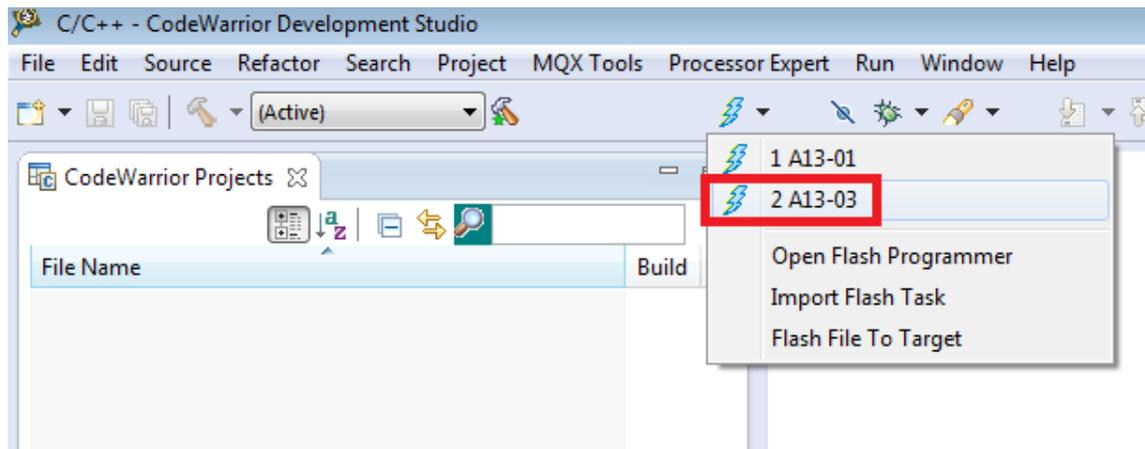 C/C++ - CodeWarrior Development Studio
File Edit Source Refactor Search Project MQX Tools Processor Expert Run Window Help
(Active)
1 A13-01
CodeWarrior Projects
2 A13-03
File Name Build
Open Flash Programmer
Import Flash Task
Flash File To Target